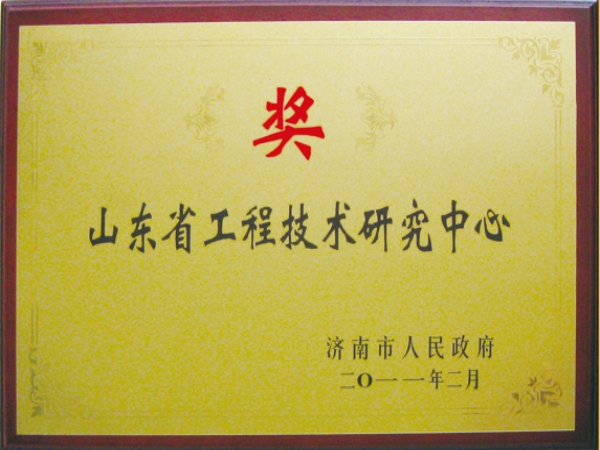 奖
山东省工程技术研究中心
济南市人民政府
二O一一年二月